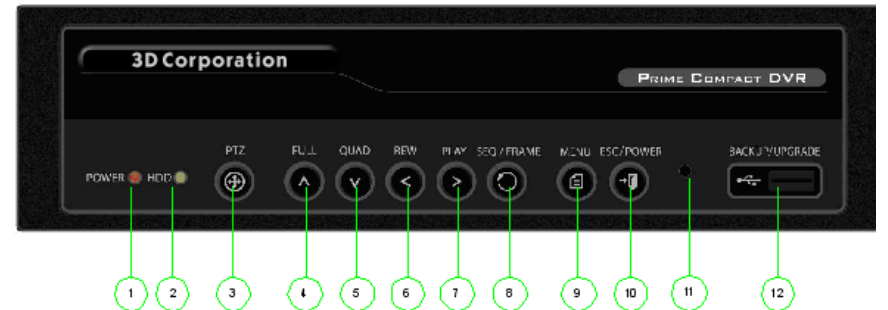 3D Corporation
PRIME COMPACT DVR
PTZ FULL QUAD REW PLAY SEQ/FRAME MENU ESC/POWER BACKUP/UPGRADE
POWER HDD
1 2 3 4 5 6 7 8 9 10 11 12